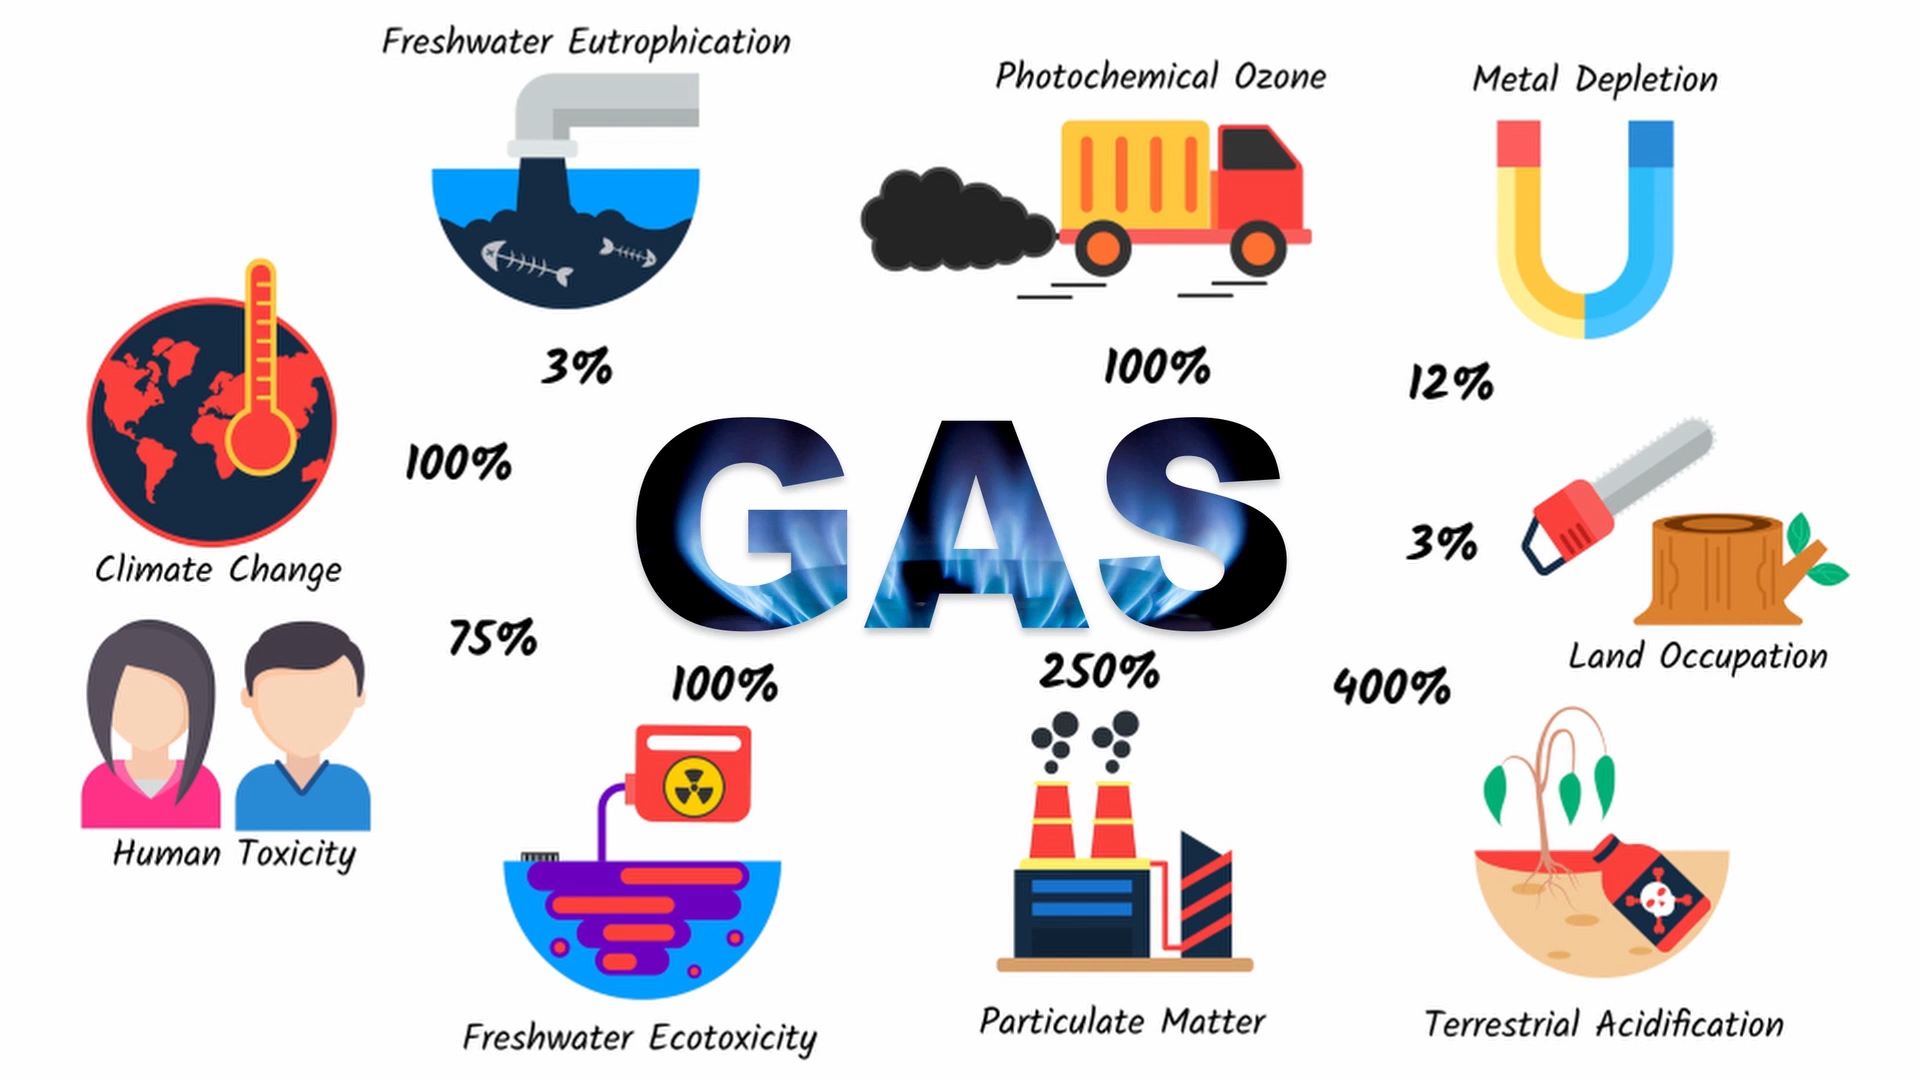 Freshwater Eutrophication
Photochemical Ozone
Metal Depletion
3%
100%
12%
100%
GAS
3%
Climate Change
75%
100%
250%
400%
Land Occupation
Human Toxicity
Freshwater Ecotoxicity
Particulate Matter
Terrestrial Acidification